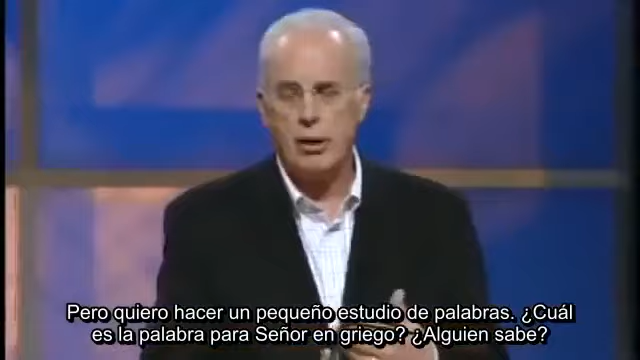 Pero quiero hacer un pequeño estudio de palabras. ¿Cuál
es la palabra para Señor en griego? ¿Alguien sabe?